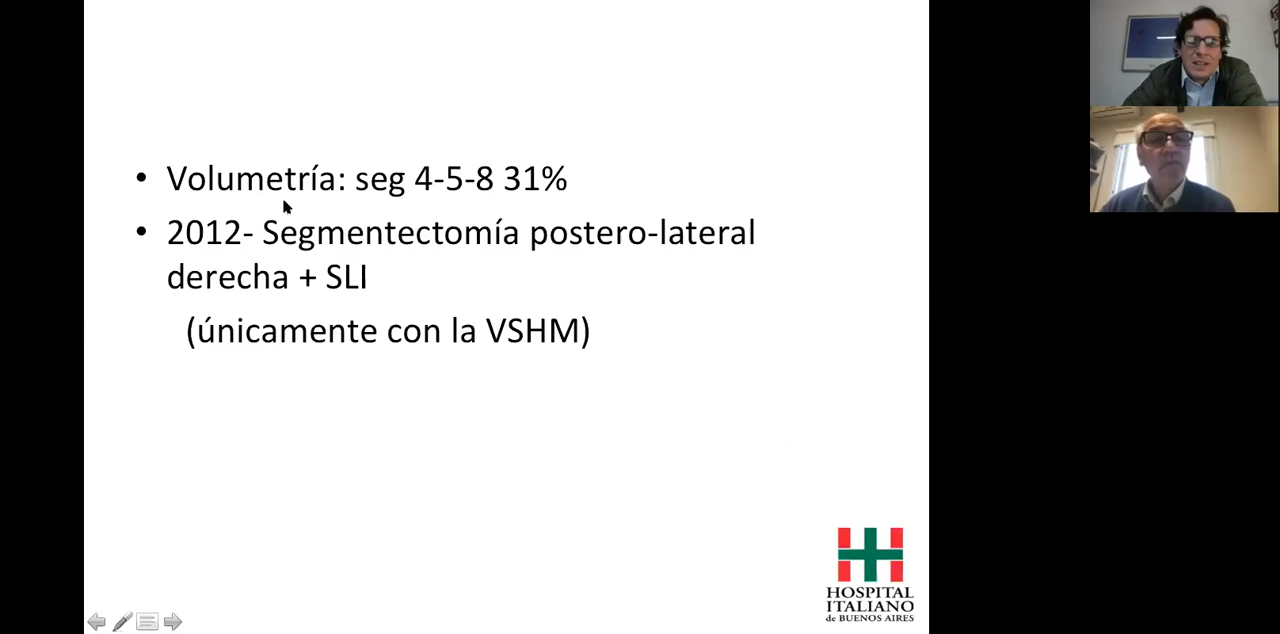 • Volumetría: seg 4-5-8 31%
• 2012- Segmentectomía postero-lateral
derecha + SLI
(únicamente con la VSHM)
HOSPITAL
ITALIANO
de BUENOS AIRES